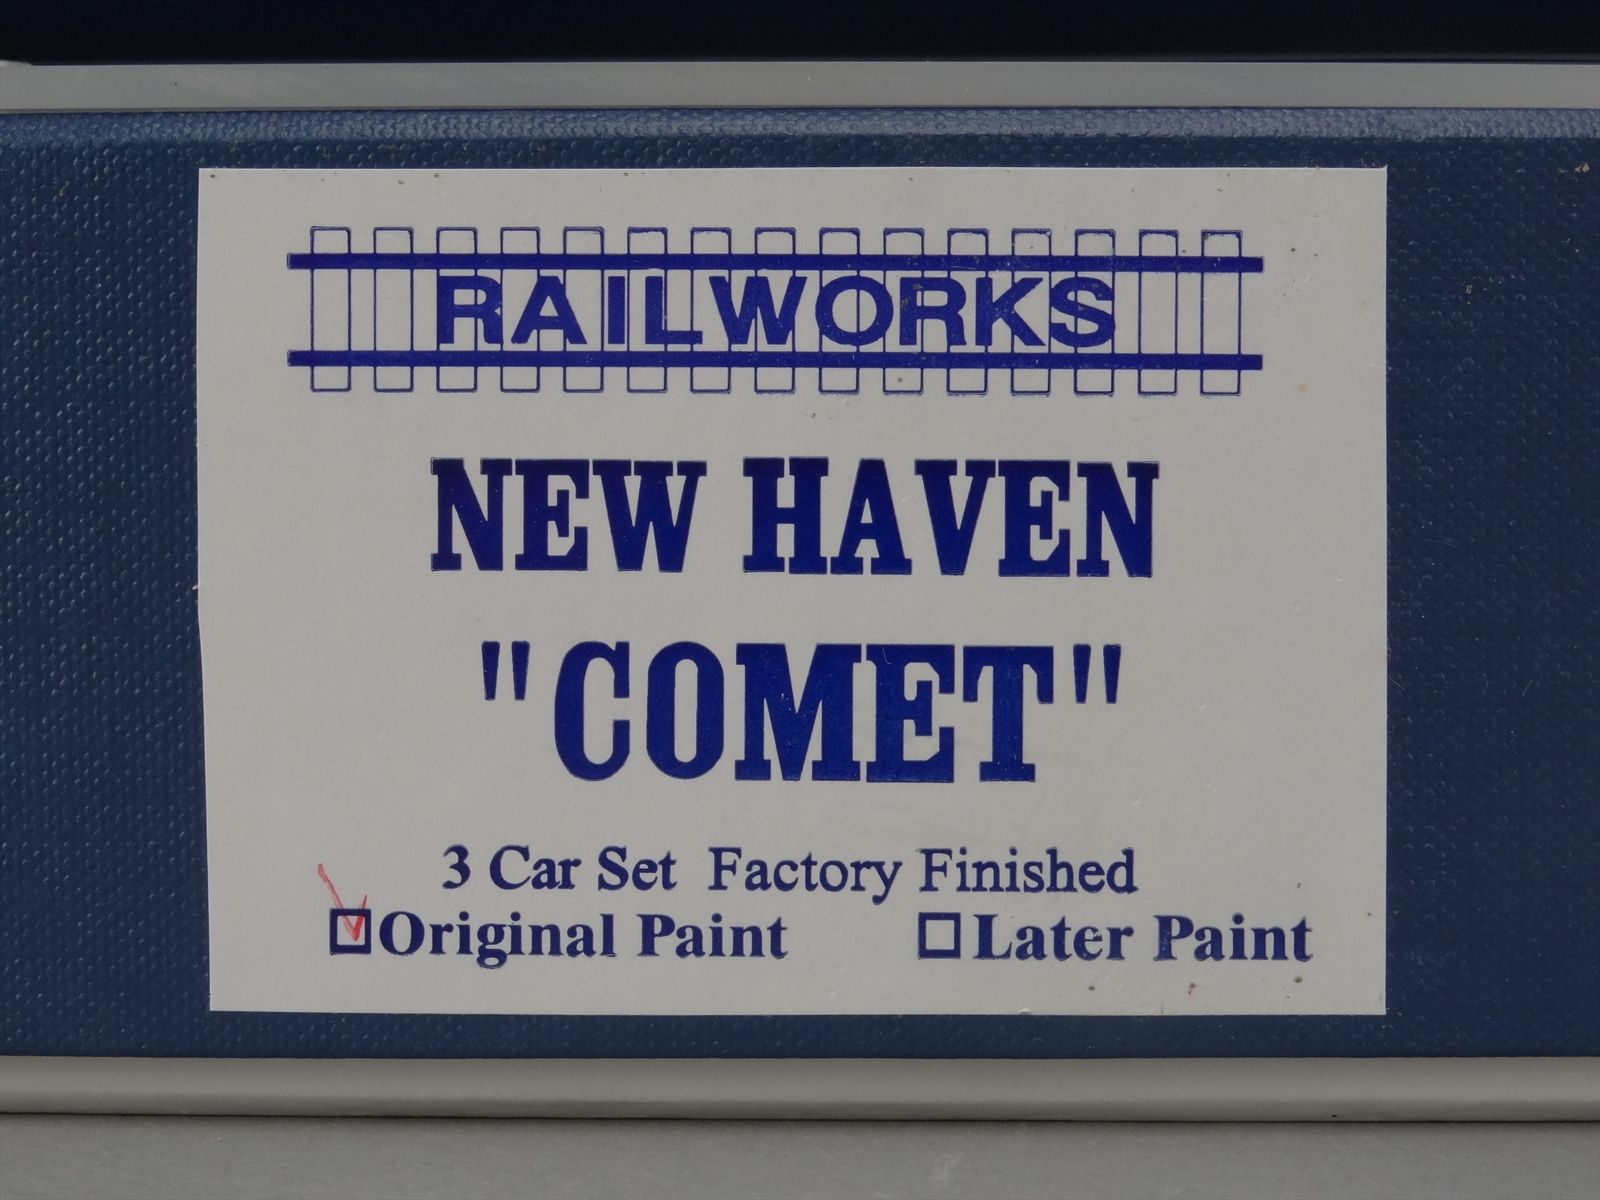 RAILWORKS
NEW HAVEN
"COMET"
3 Car Set Factory Finished
Original Paint Later Paint